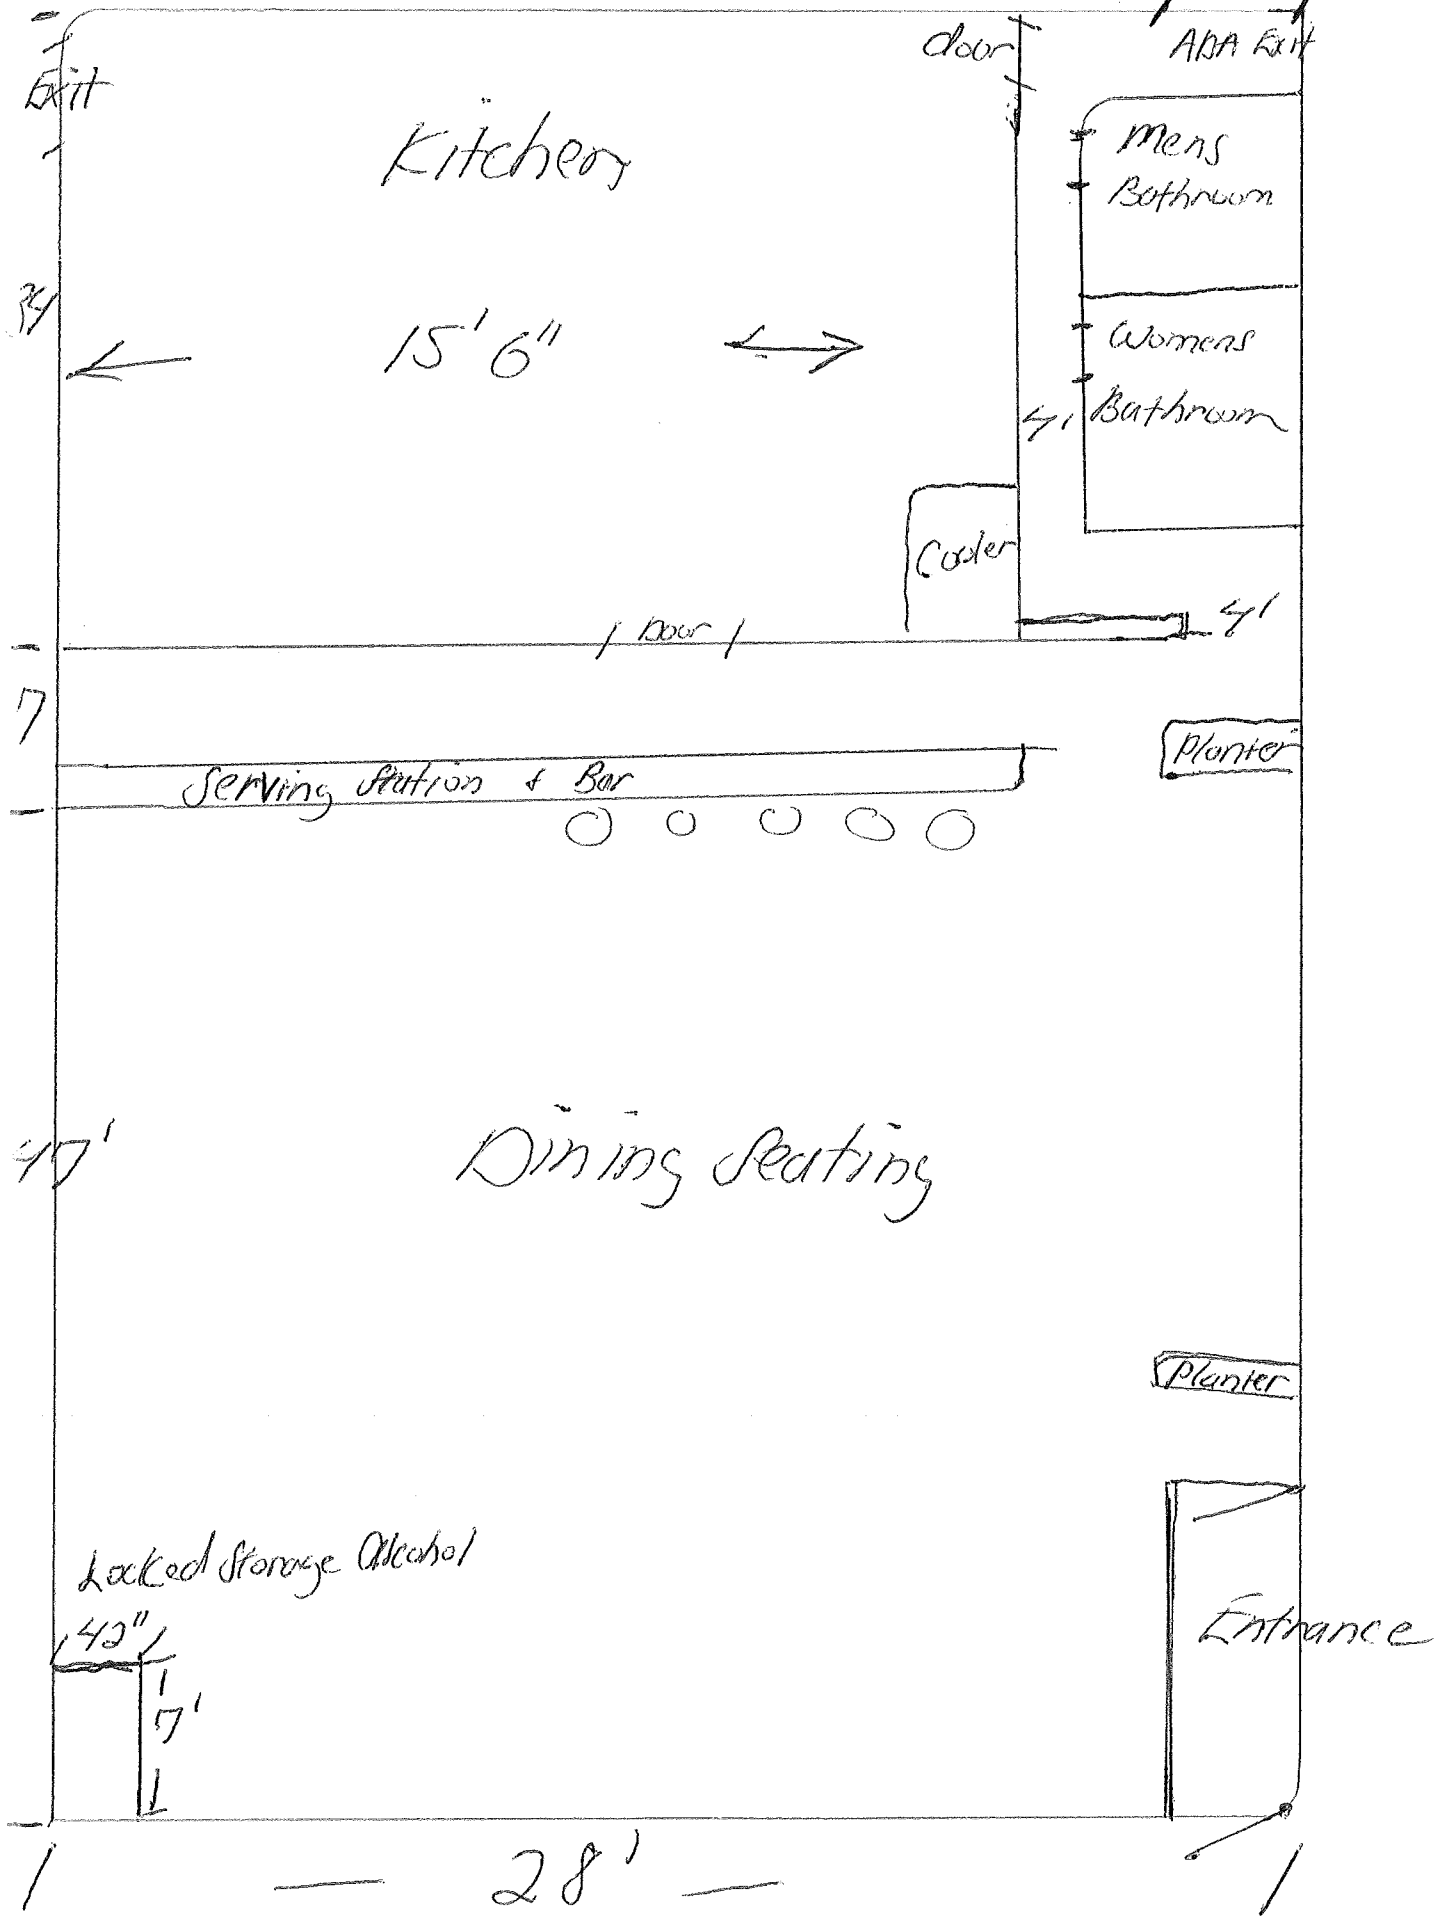 door
ADA Exit
Exit
Kitchen
Mens
Bathroom
34
15' 6"
Womens
Bathroom
4'
Cooler
4'
Door
7
Planter
Serving Station & Bar
47'
Dining Seating
Planter
Locked Storage Alcohol
42"
Entrance
7'
28'